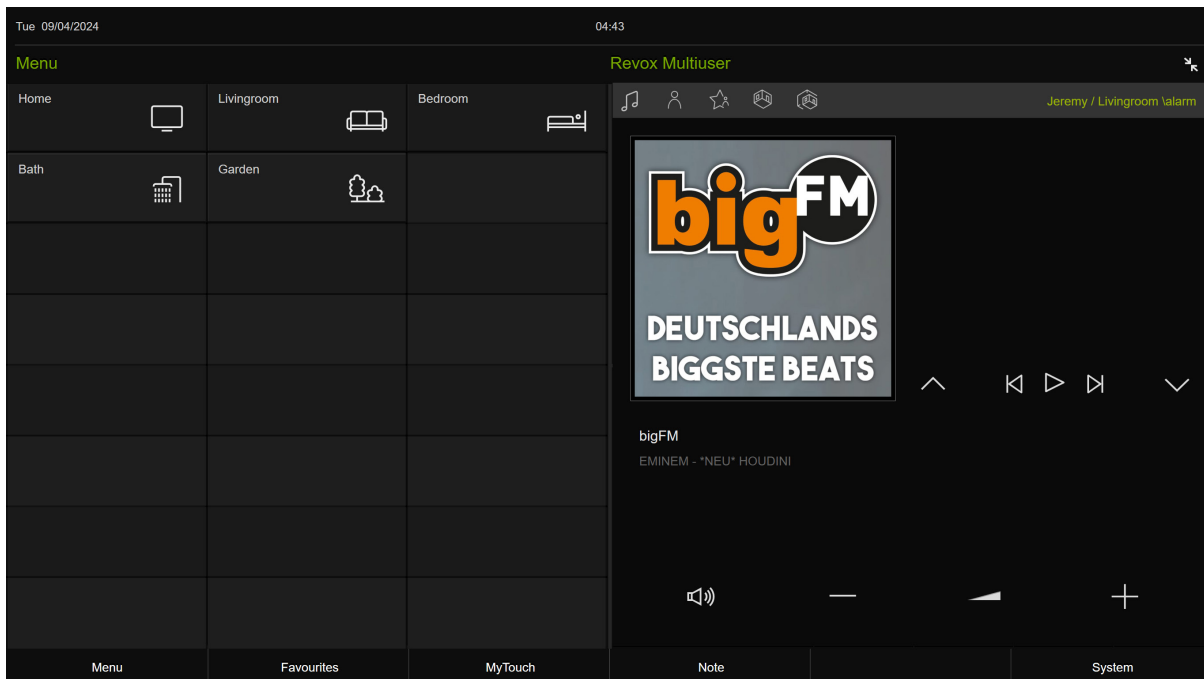 Tue 09/04/2024
04:43
Menu
Home
Livingroom
Bedroom
Bath
Garden
Revox Multiuser
Jeremy / Livingroom \alarm
bigFM
DEUTSCHLANDS
BIGGSTE BEATS
bigFM
EMINEM - *NEU* HOUDINI
Menu
Favourites
MyTouch
Note
System